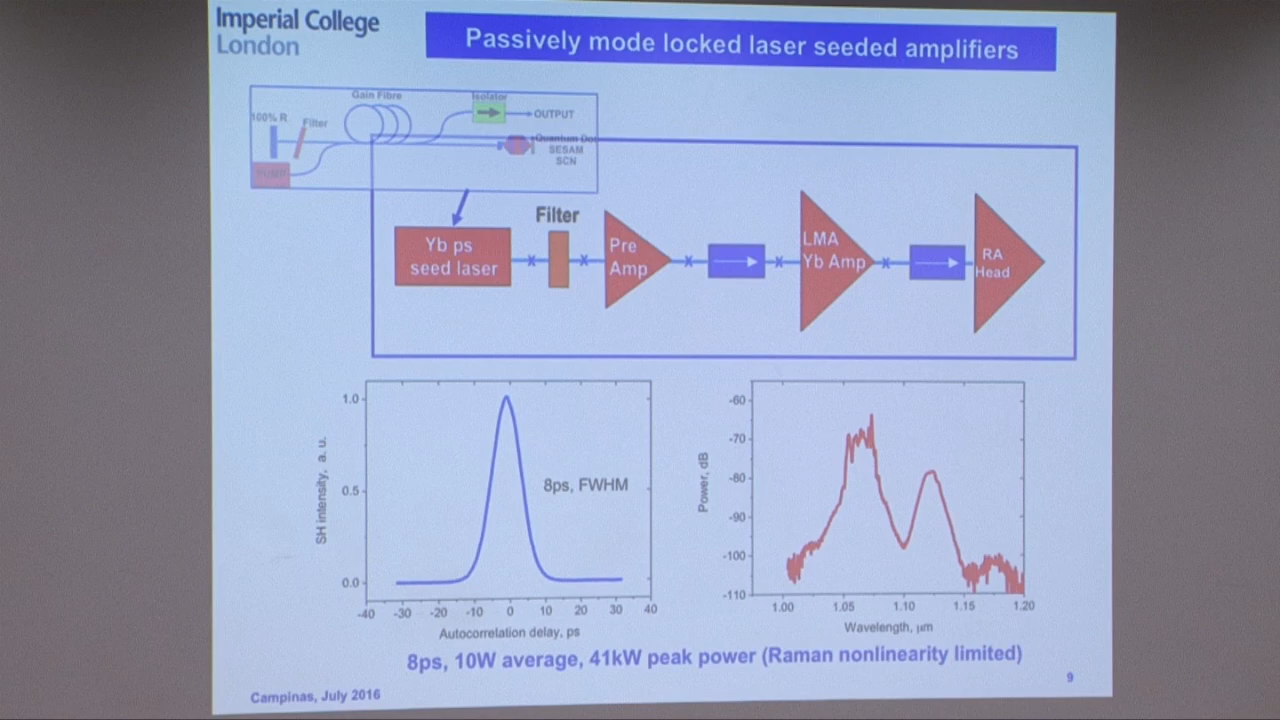 Imperial College
London
Passively mode locked laser seeded amplifiers
Gain Fibre
Isolator
100% R
Filter
OUTPUT
Quantum Dot
SESAM
SCN
PUMP
Filter
Yb ps
seed laser
Pre
Amp
LMA
Yb Amp
RA
Head
1.0
0.5
0.0
SH intensity, a. u.
8ps, FWHM
-40 -30 -20 -10 0 10 20 30 40
Autocorrelation delay, ps
-60
-70
-80
-90
-100
-110
Power, dB
1.00 1.05 1.10 1.15 1.20
Wavelength, µm
8ps, 10W average, 41kW peak power (Raman nonlinearity limited)
Campinas, July 2016
9